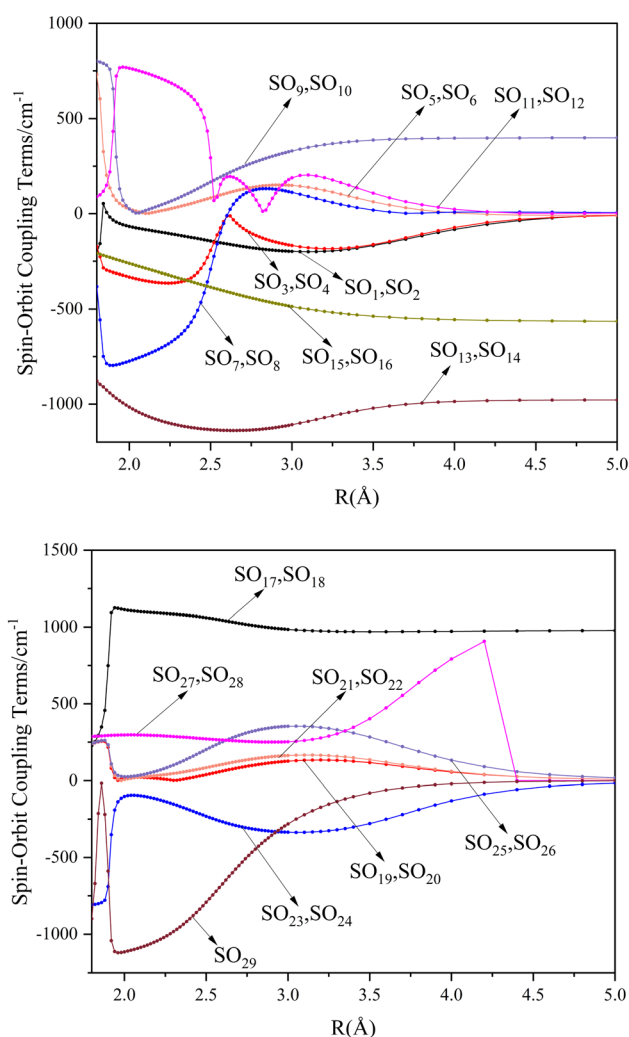 1000
500
0
-500
-1000
Spin-Orbit Coupling Terms/cm⁻¹
SO₉,SO₁₀
SO₅,SO₆
SO₁₁,SO₁₂
SO₃,SO₄
SO₁,SO₂
SO₇,SO₈
SO₁₅,SO₁₆
SO₁₃,SO₁₄
2.0 2.5 3.0 3.5 4.0 4.5 5.0
R(Å)
1500
1000
500
0
-500
-1000
Spin-Orbit Coupling Terms/cm⁻¹
SO₁₇,SO₁₈
SO₂₇,SO₂₈
SO₂₁,SO₂₂
SO₂₅,SO₂₆
SO₁₉,SO₂₀
SO₂₃,SO₂₄
SO₂₉
2.0 2.5 3.0 3.5 4.0 4.5 5.0
R(Å)